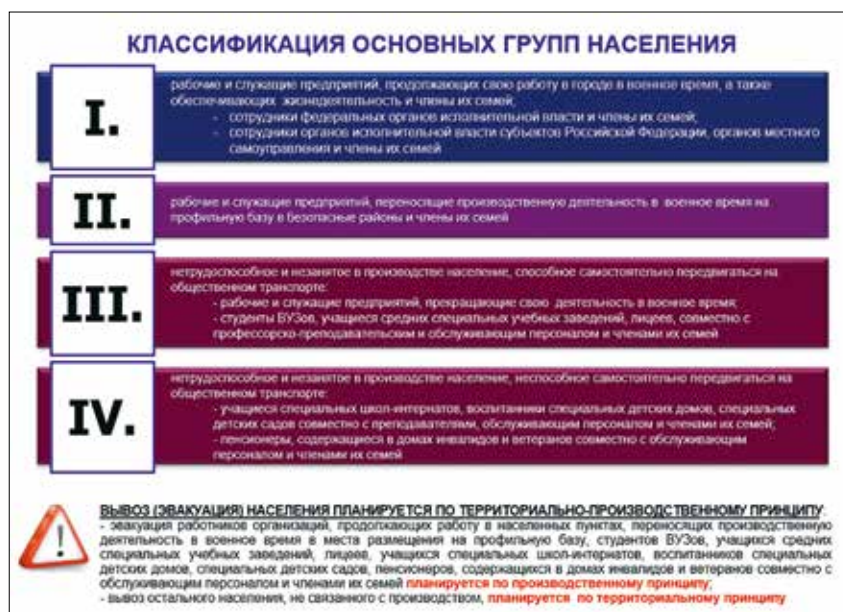 КЛАССИФИКАЦИЯ ОСНОВНЫХ ГРУПП НАСЕЛЕНИЯ
I.
рабочие и служащие предприятий, продолжающих свою работу в городе в военное время, а также
обеспечивающих жизнедеятельность и члены их семей;
- сотрудники федеральных органов исполнительной власти и члены их семей;
- сотрудники органов исполнительной власти субъектов Российской Федерации, органов местного
самоуправления и члены их семей
II.
рабочие и служащие предприятий, переносящие производственную деятельность в военное время на
профильную базу в безопасные районы и члены их семей
III.
нетрудоспособное и незанятое в производстве население, способное самостоятельно передвигаться на
общественном транспорте:
- рабочие и служащие предприятий, прекращающие свою деятельность в военное время;
- студенты ВУЗов, учащиеся средних специальных учебных заведений, лицеев, совместно с
профессорско-преподавательским и обслуживающим персоналом и членами их семей
IV.
нетрудоспособное и незанятое в производстве население, неспособное самостоятельно передвигаться на
общественном транспорте:
- учащиеся специальных школ-интернатов, воспитанники специальных детских домов, специальных
детских садов совместно с преподавателями, обслуживающим персоналом и членами их семей;
- пенсионеры, содержащиеся в домах инвалидов и ветеранов совместно с обслуживающим
персоналом и членами их семей
ВЫВОЗ (ЭВАКУАЦИЯ) НАСЕЛЕНИЯ ПЛАНИРУЕТСЯ ПО ТЕРРИТОРИАЛЬНО-ПРОИЗВОДСТВЕННОМУ ПРИНЦИПУ:
- эвакуация работников организаций, продолжающих работу в населенных пунктах, переносящих производственную
деятельность в военное время в места размещения на профильную базу, студентов ВУЗов, учащихся средних
специальных учебных заведений, лицеев, учащихся специальных школ-интернатов, воспитанников специальных
детских домов, специальных детских садов, пенсионеров, содержащихся в домах инвалидов и ветеранов совместно с
обслуживающим персоналом и членами их семей планируется по производственному принципу;
- вывоз остального населения, не связанного с производством, планируется по территориальному принципу